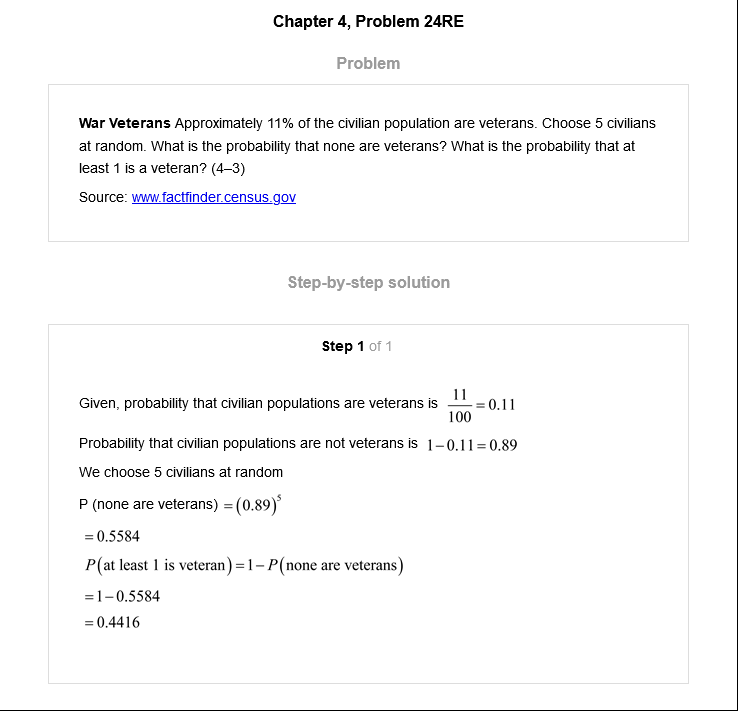 Chapter 4, Problem 24RE
Problem
War Veterans Approximately 11% of the civilian population are veterans. Choose 5 civilians
at random. What is the probability that none are veterans? What is the probability that at
least 1 is a veteran? (4–3)
Source: www.factfinder.census.gov
Step-by-step solution
Step 1 of 1
Given, probability that civilian populations are veterans is 11/100 = 0.11
Probability that civilian populations are not veterans is 1−0.11 = 0.89
We choose 5 civilians at random
P (none are veterans) = (0.89)⁵
= 0.5584
P(at least 1 is veteran) = 1− P(none are veterans)
= 1−0.5584
= 0.4416